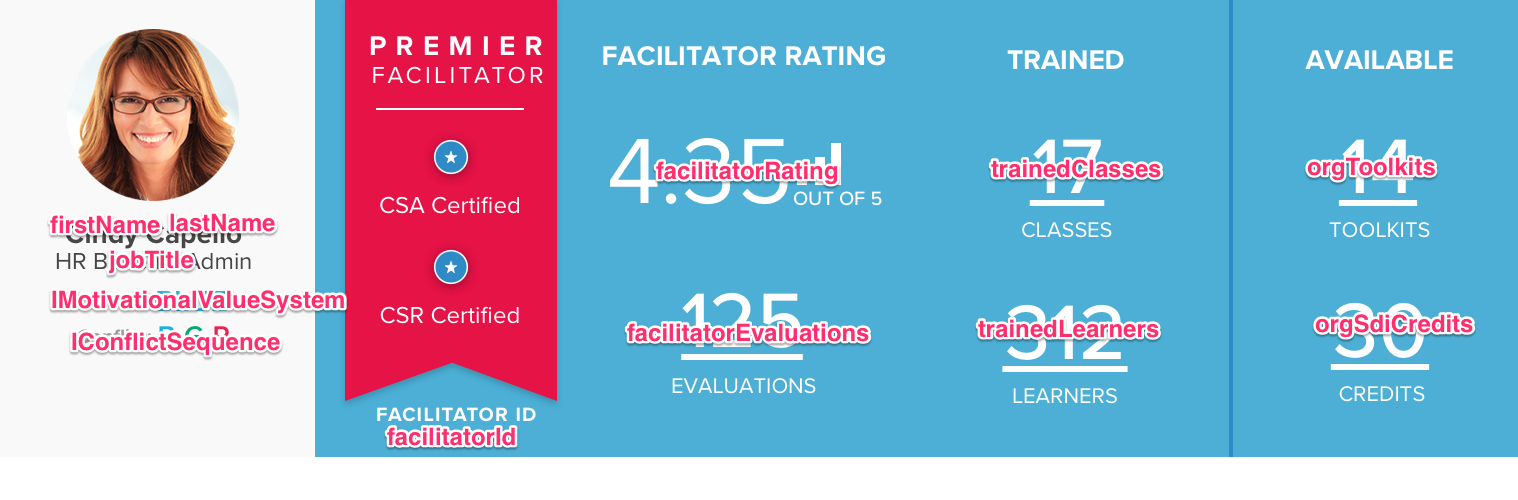 firstName lastName
Cindy Capello
jobTitle
HR B Admin
IMotivationalValueSystem
IConflictSequence
PREMIER
FACILITATOR
CSA Certified
CSR Certified
FACILITATOR ID
facilitatorId
FACILITATOR RATING
4.35
facilitatorRating
OUT OF 5
125
facilitatorEvaluations
EVALUATIONS
TRAINED
17
trainedClasses
CLASSES
312
trainedLearners
LEARNERS
AVAILABLE
14
orgToolkits
TOOLKITS
30
orgSdiCredits
CREDITS